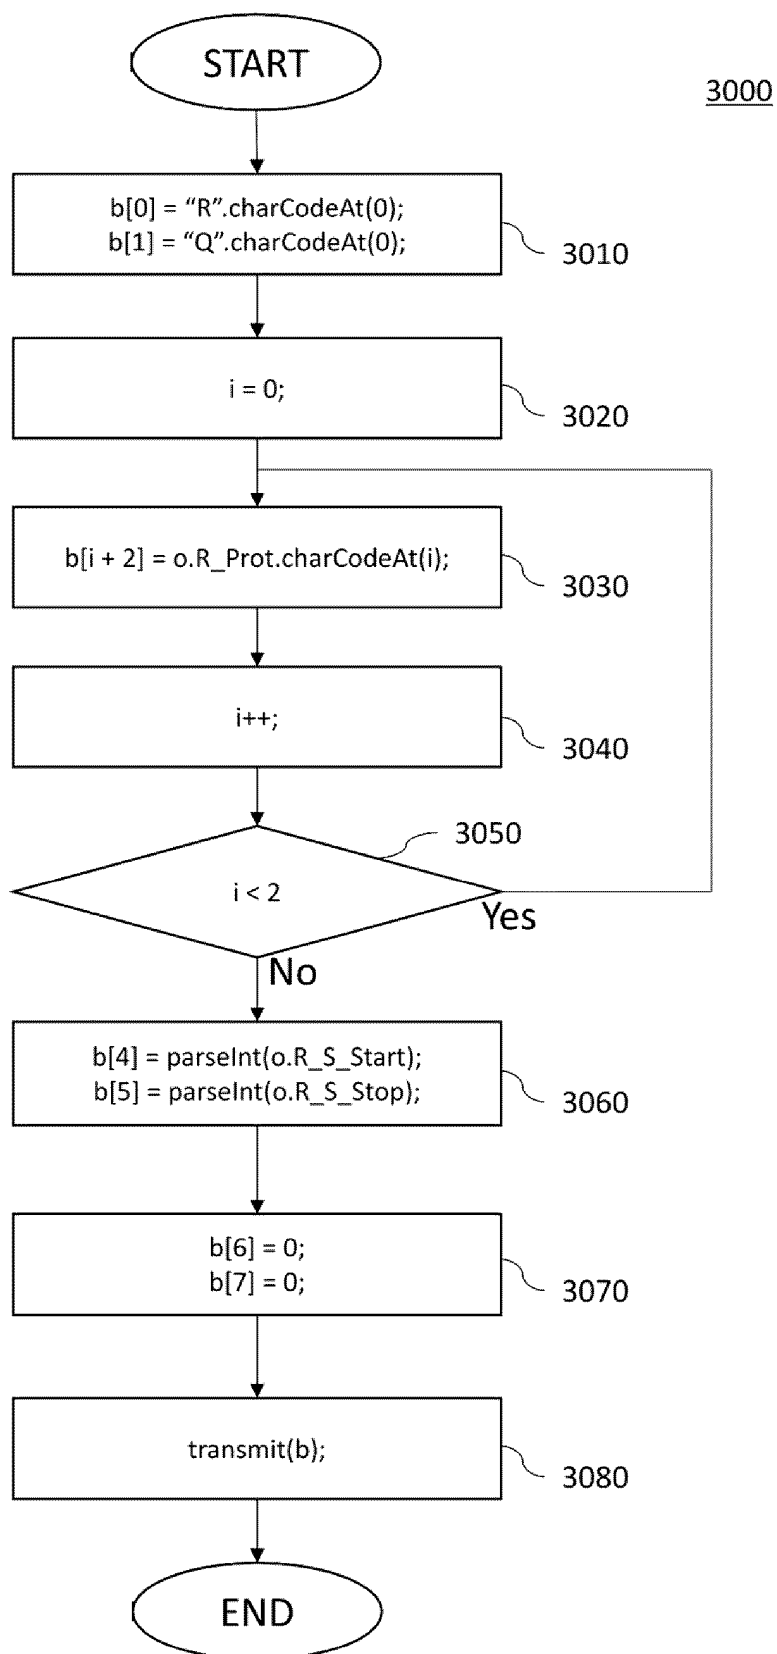 START
3000
b[0] = “R”.charCodeAt(0);
b[1] = “Q”.charCodeAt(0);
3010
i = 0;
3020
b[i + 2] = o.R_Prot.charCodeAt(i);
3030
i++;
3040
3050
i < 2
Yes
No
b[4] = parseInt(o.R_S_Start);
b[5] = parseInt(o.R_S_Stop);
3060
b[6] = 0;
b[7] = 0;
3070
transmit(b);
3080
END